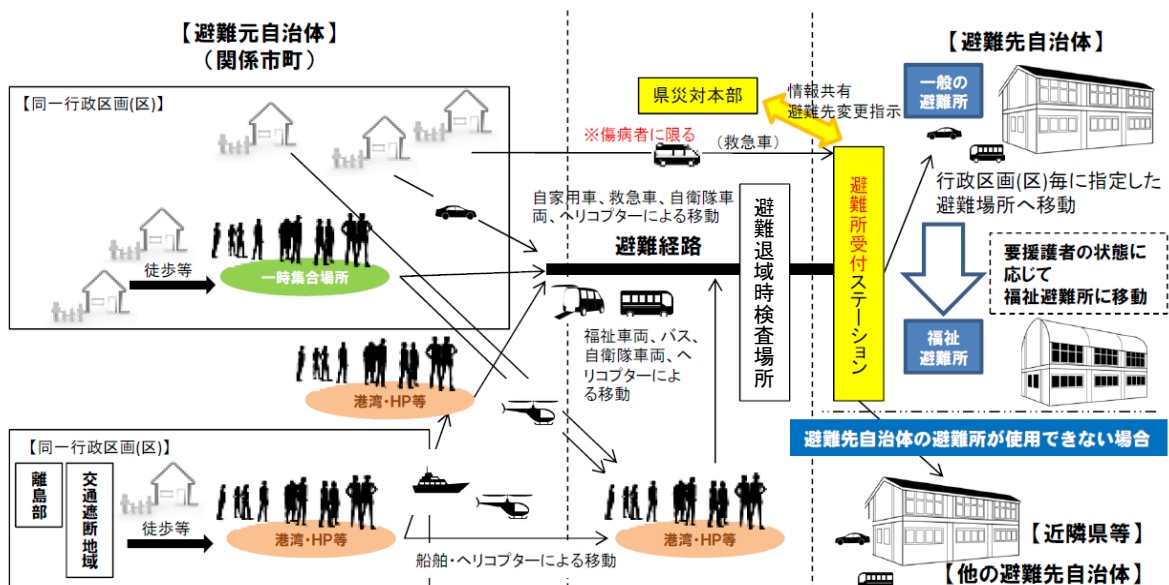 【避難元自治体】
（関係市町）
【同一行政区画(区)】
徒歩等
一時集合場所
港湾・HP等
【同一行政区画(区)】
離島部
交通遮断地域
徒歩等
港湾・HP等
船舶・ヘリコプターによる移動
港湾・HP等
県災対本部
情報共有
避難先変更指示
※傷病者に限る
（救急車）
自家用車、救急車、自衛隊車
両、ヘリコプターによる移動
避難経路
福祉車両、バス、
自衛隊車両、ヘ
リコプターによ
る移動
避難退域時検査場所
避難所受付ステーション
【避難先自治体】
一般の
避難所
行政区画(区)毎に指定した
避難場所へ移動
要援護者の状態に
応じて
福祉避難所に移動
福祉
避難所
避難先自治体の避難所が使用できない場合
【近隣県等】
【他の避難先自治体】